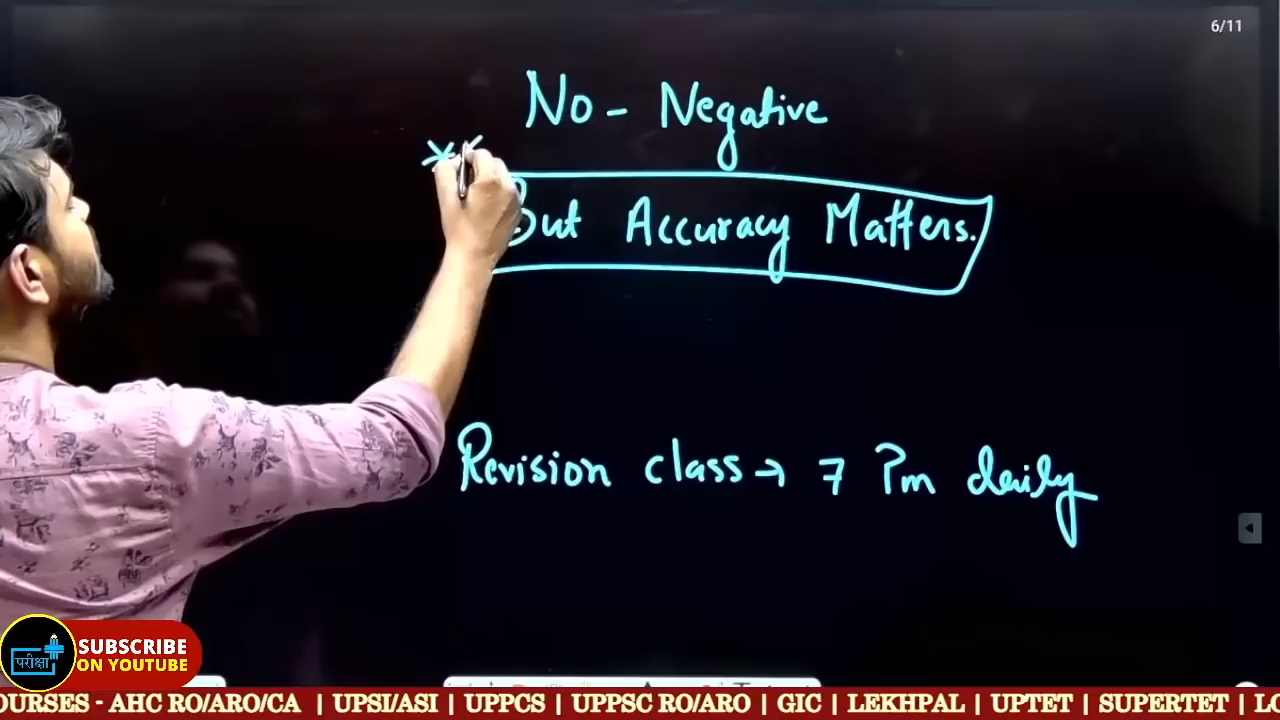 6/11
No - Negative
But Accuracy Matters.
Revision class → 7 Pm daily
परीक्षा
SUBSCRIBE
ON YOUTUBE
OURSES - AHC RO/ARO/CA | UPSI/ASI | UPPCS | UPPSC RO/ARO | GIC | LEKHPAL | UPTET | SUPERTET | LO